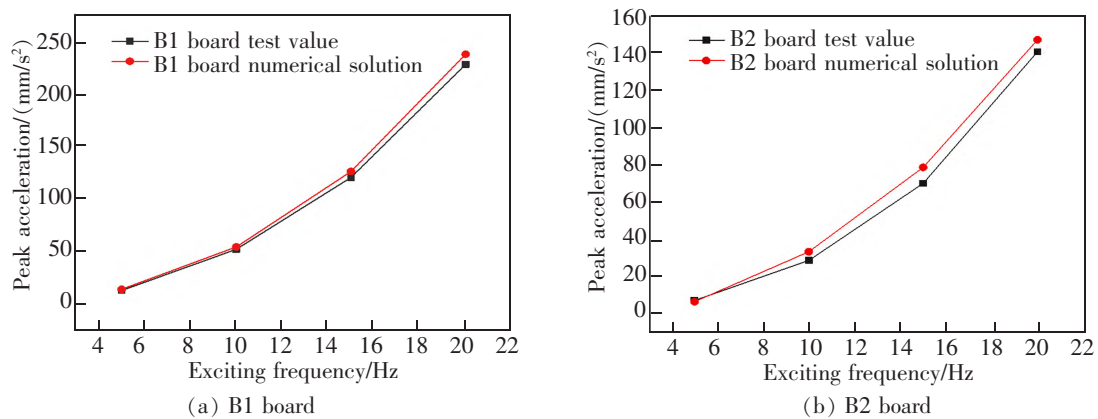 B1 board test value
B1 board numerical solution
Peak acceleration/(mm/s²)
250
200
150
100
50
0
4 6 8 10 12 14 16 18 20 22
Exciting frequency/Hz
(a) B1 board
B2 board test value
B2 board numerical solution
Peak acceleration/(mm/s²)
160
140
120
100
80
60
40
20
0
4 6 8 10 12 14 16 18 20 22
Exciting frequency/Hz
(b) B2 board